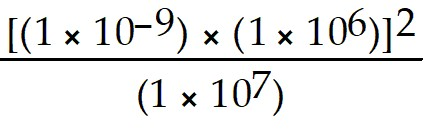 [(1 × 10⁻⁹) × (1 × 10⁶)]²
(1 × 10⁷)